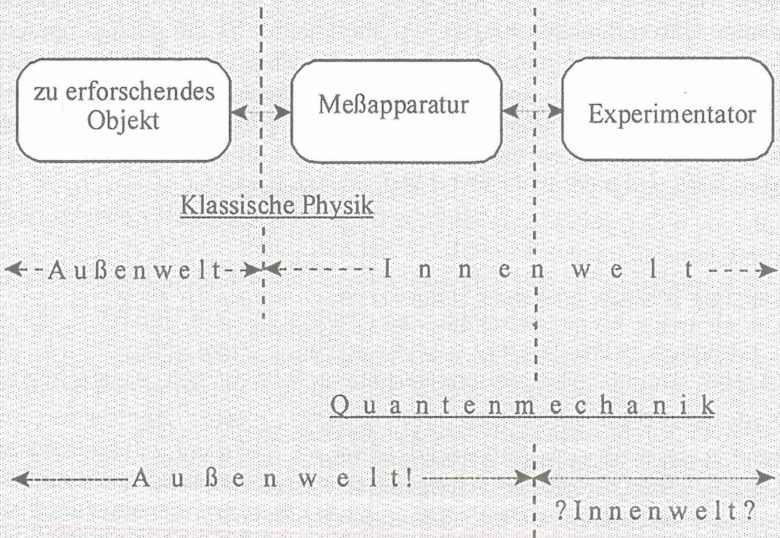 zu erforschendes
Objekt
Meßapparatur
Experimentator
Klassische Physik
Außenwelt
Innenwelt
Quantenmechanik
Außenwelt!
?Innenwelt?